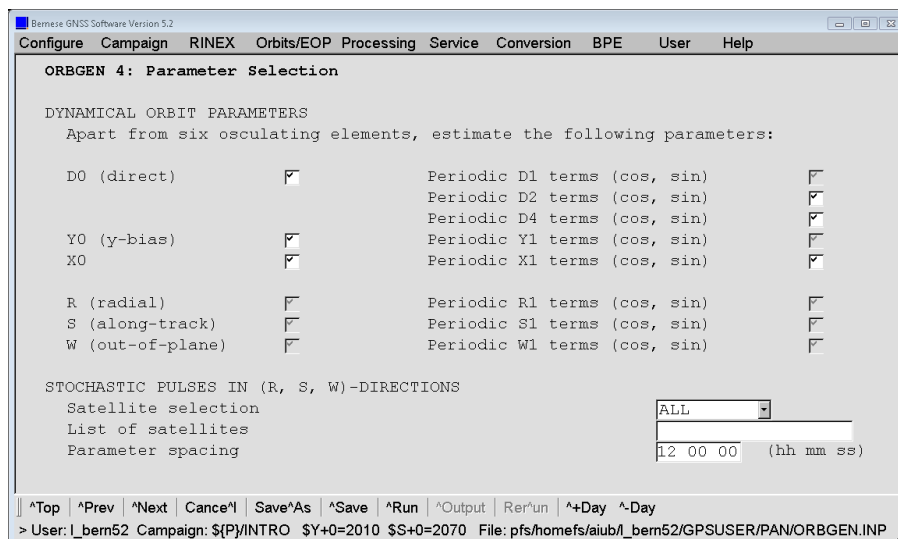 Bernese GNSS Software Version 5.2
Configure Campaign RINEX Orbits/EOP Processing Service Conversion BPE User Help
ORBGEN 4: Parameter Selection
DYNAMICAL ORBIT PARAMETERS
Apart from six osculating elements, estimate the following parameters:
D0 (direct) Periodic D1 terms (cos, sin)
Periodic D2 terms (cos, sin)
Periodic D4 terms (cos, sin)
Y0 (y-bias) Periodic Y1 terms (cos, sin)
X0 Periodic X1 terms (cos, sin)
R (radial) Periodic R1 terms (cos, sin)
S (along-track) Periodic S1 terms (cos, sin)
W (out-of-plane) Periodic W1 terms (cos, sin)
STOCHASTIC PULSES IN (R, S, W)-DIRECTIONS
Satellite selection ALL
List of satellites
Parameter spacing 12 00 00 (hh mm ss)
^Top ^Prev ^Next Cance^l Save^As ^Save ^Run ^Output Rer^un ^+Day ^-Day
> User: l_bern52 Campaign: ${P}/INTRO $Y+0=2010 $S+0=2070 File: pfs/homefs/aiub/l_bern52/GPSUSER/PAN/ORBGEN.INP